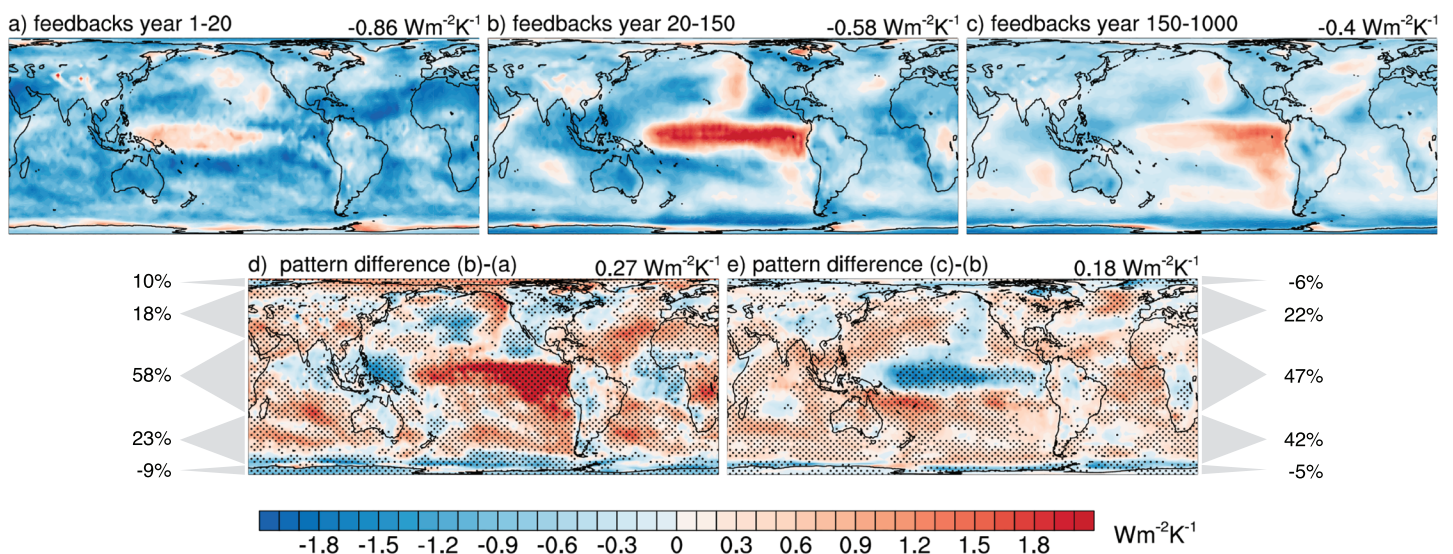 a) feedbacks year 1-20 -0.86 Wm⁻²K⁻¹
b) feedbacks year 20-150 -0.58 Wm⁻²K⁻¹
c) feedbacks year 150-1000 -0.4 Wm⁻²K⁻¹
d) pattern difference (b)-(a) 0.27 Wm⁻²K⁻¹
e) pattern difference (c)-(b) 0.18 Wm⁻²K⁻¹
10%
18%
58%
23%
-9%
-6%
22%
47%
42%
-5%
-1.8 -1.5 -1.2 -0.9 -0.6 -0.3 0 0.3 0.6 0.9 1.2 1.5 1.8 Wm⁻²K⁻¹